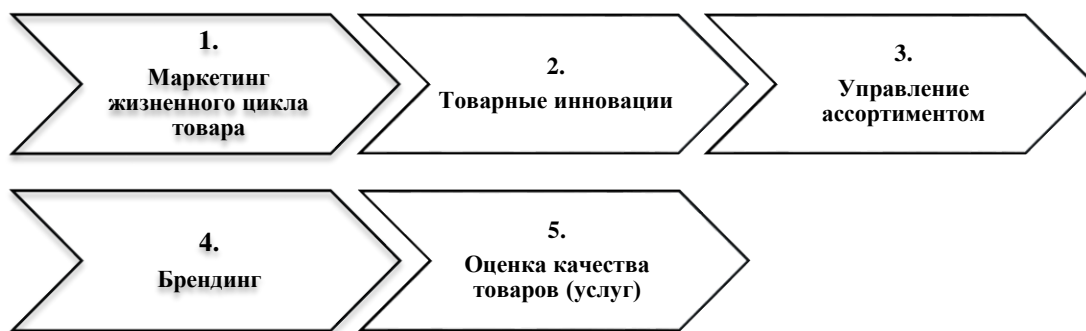 1.
Маркетинг
жизненного цикла
товара
2.
Товарные инновации
3.
Управление
ассортиментом
4.
Брендинг
5.
Оценка качества
товаров (услуг)